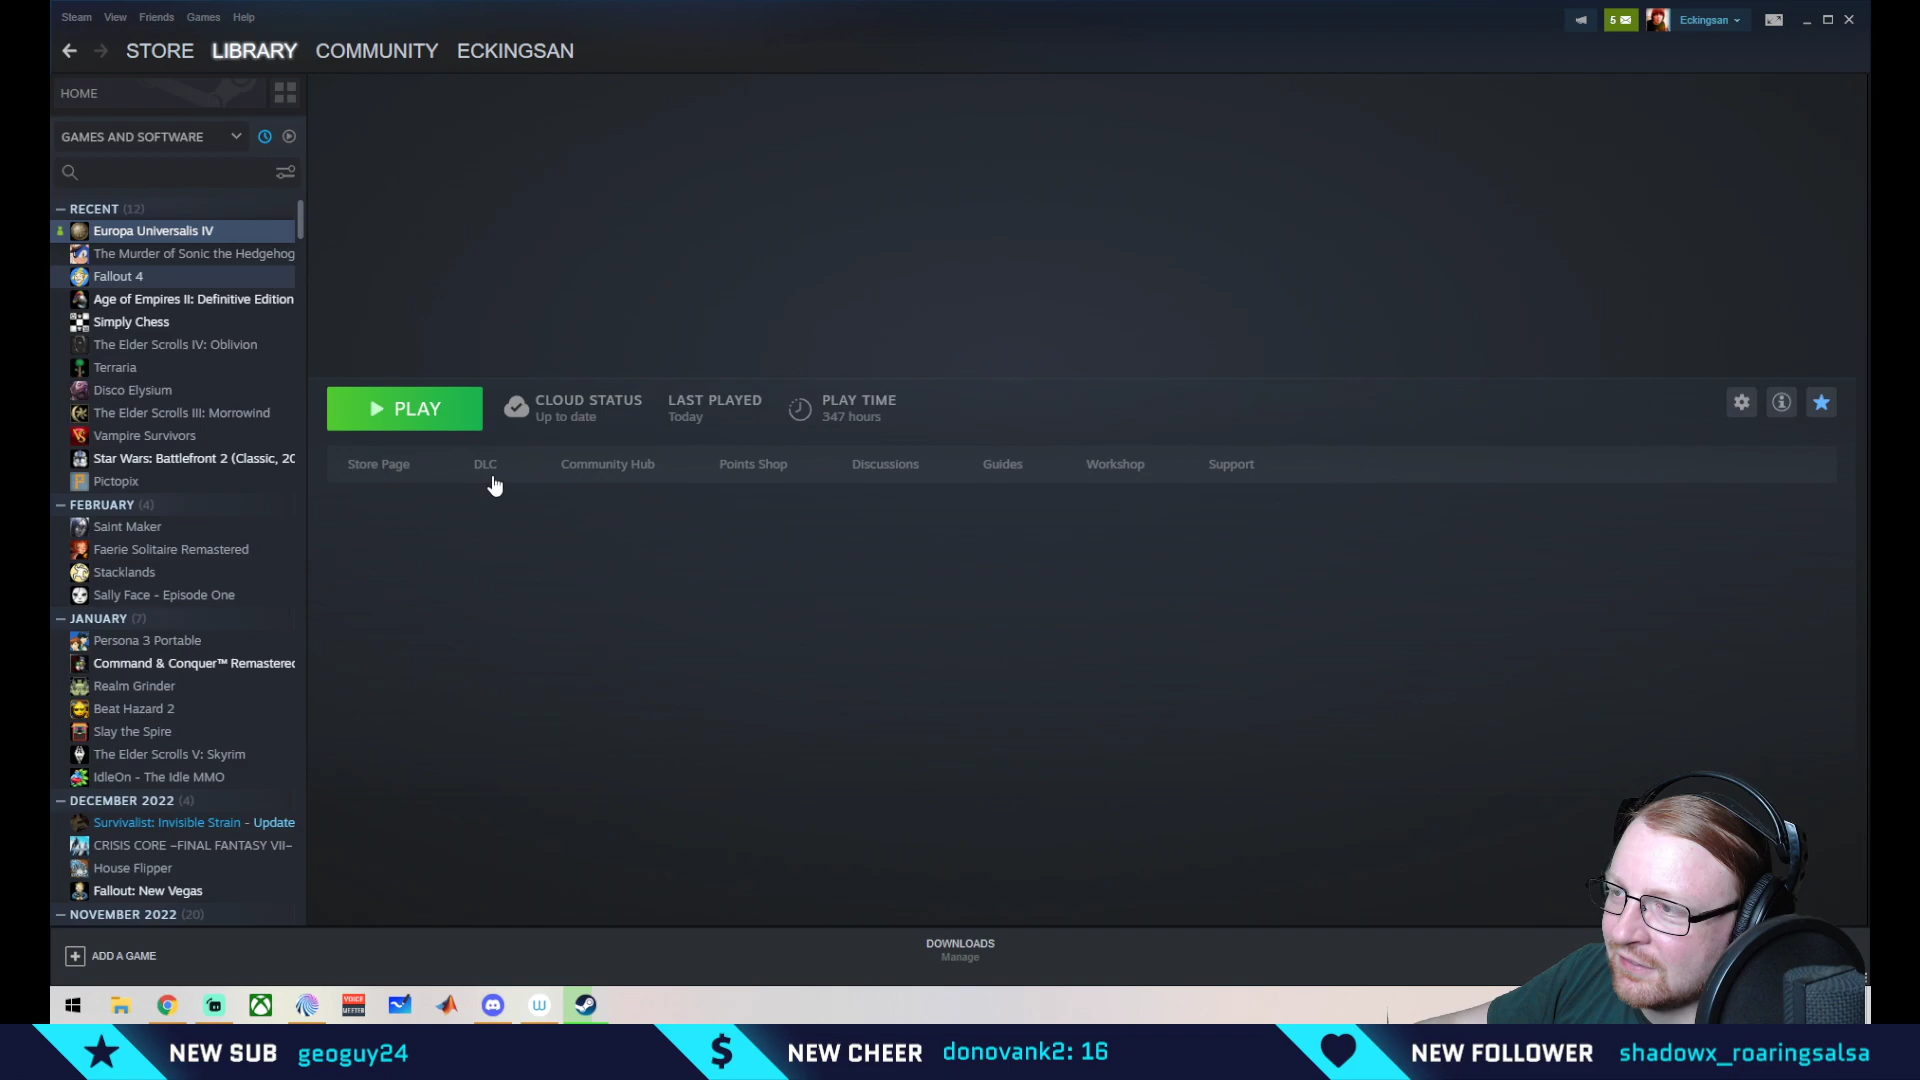 Steam View Friends Games Help
5
Eckingsan
STORE LIBRARY COMMUNITY ECKINGSAN
HOME
GAMES AND SOFTWARE
RECENT (12)
Europa Universalis IV
The Murder of Sonic the Hedgehog
Fallout 4
Age of Empires II: Definitive Edition
Simply Chess
The Elder Scrolls IV: Oblivion
Terraria
Disco Elysium
The Elder Scrolls III: Morrowind
Vampire Survivors
Star Wars: Battlefront 2 (Classic, 20
Pictopix
FEBRUARY (4)
Saint Maker
Faerie Solitaire Remastered
Stacklands
Sally Face - Episode One
JANUARY (7)
Persona 3 Portable
Command & Conquer™ Remastered
Realm Grinder
Beat Hazard 2
Slay the Spire
The Elder Scrolls V: Skyrim
IdleOn - The Idle MMO
DECEMBER 2022 (4)
Survivalist: Invisible Strain - Update
CRISIS CORE –FINAL FANTASY VII–
House Flipper
Fallout: New Vegas
NOVEMBER 2022 (20)
ADD A GAME
PLAY
CLOUD STATUS
Up to date
LAST PLAYED
Today
PLAY TIME
347 hours
Store Page DLC Community Hub Points Shop Discussions Guides Workshop Support
DOWNLOADS
Manage
VOICE
MEETER
NEW SUB geoguy24
NEW CHEER donovank2: 16
NEW FOLLOWER shadowx_roaringsalsa